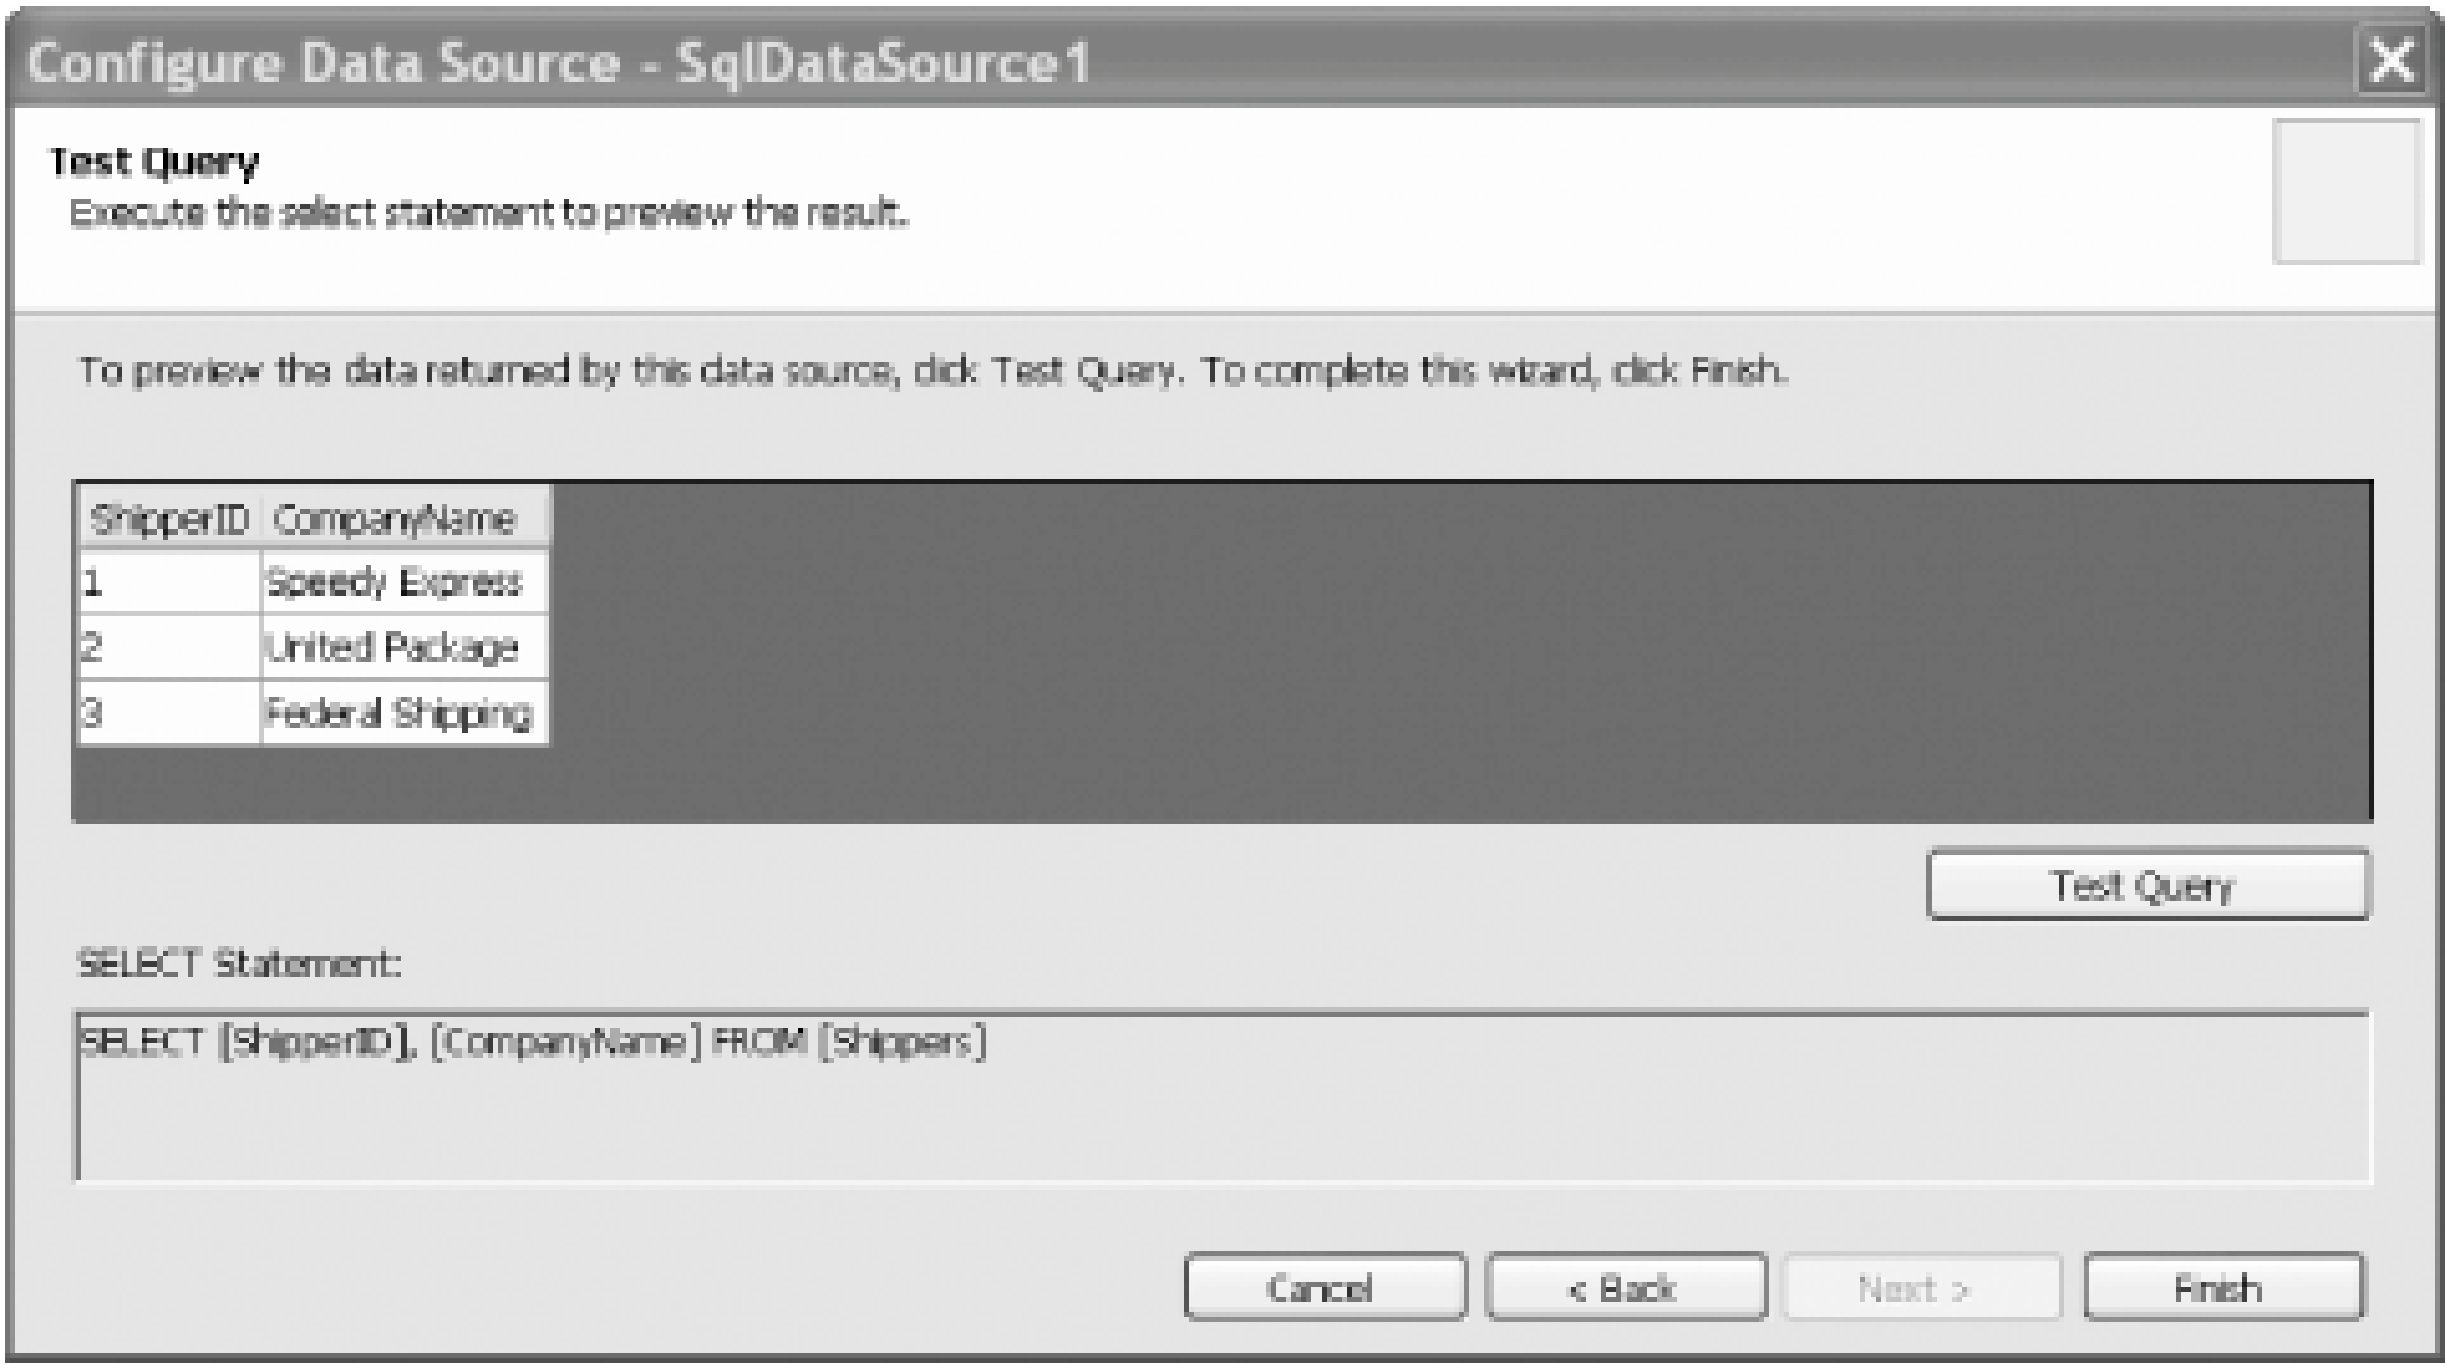 Configure Data Source - SqlDataSource1
Test Query
Execute the select statement to preview the result.
To preview the data returned by this data source, click Test Query. To complete this wizard, click Finish.
ShipperID CompanyName
1 Speedy Express
2 United Package
3 Federal Shipping
Test Query
SELECT Statement:
SELECT [ShipperID], [CompanyName] FROM [Shippers]
Cancel < Back Next > Finish